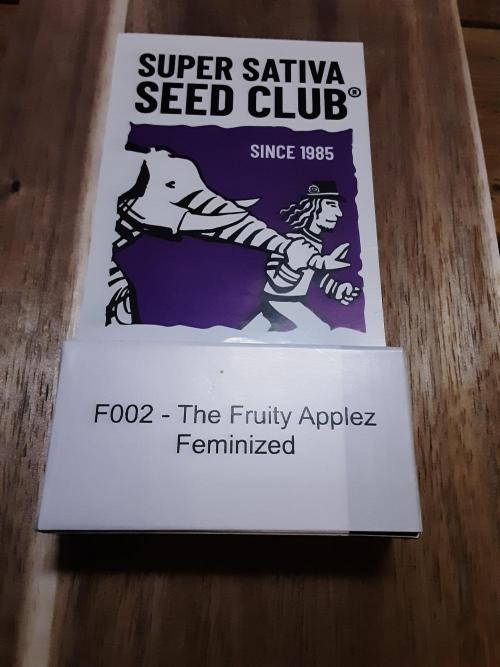 SUPER SATIVA
SEED CLUB®
SINCE 1985
F002 - The Fruity Applez
Feminized